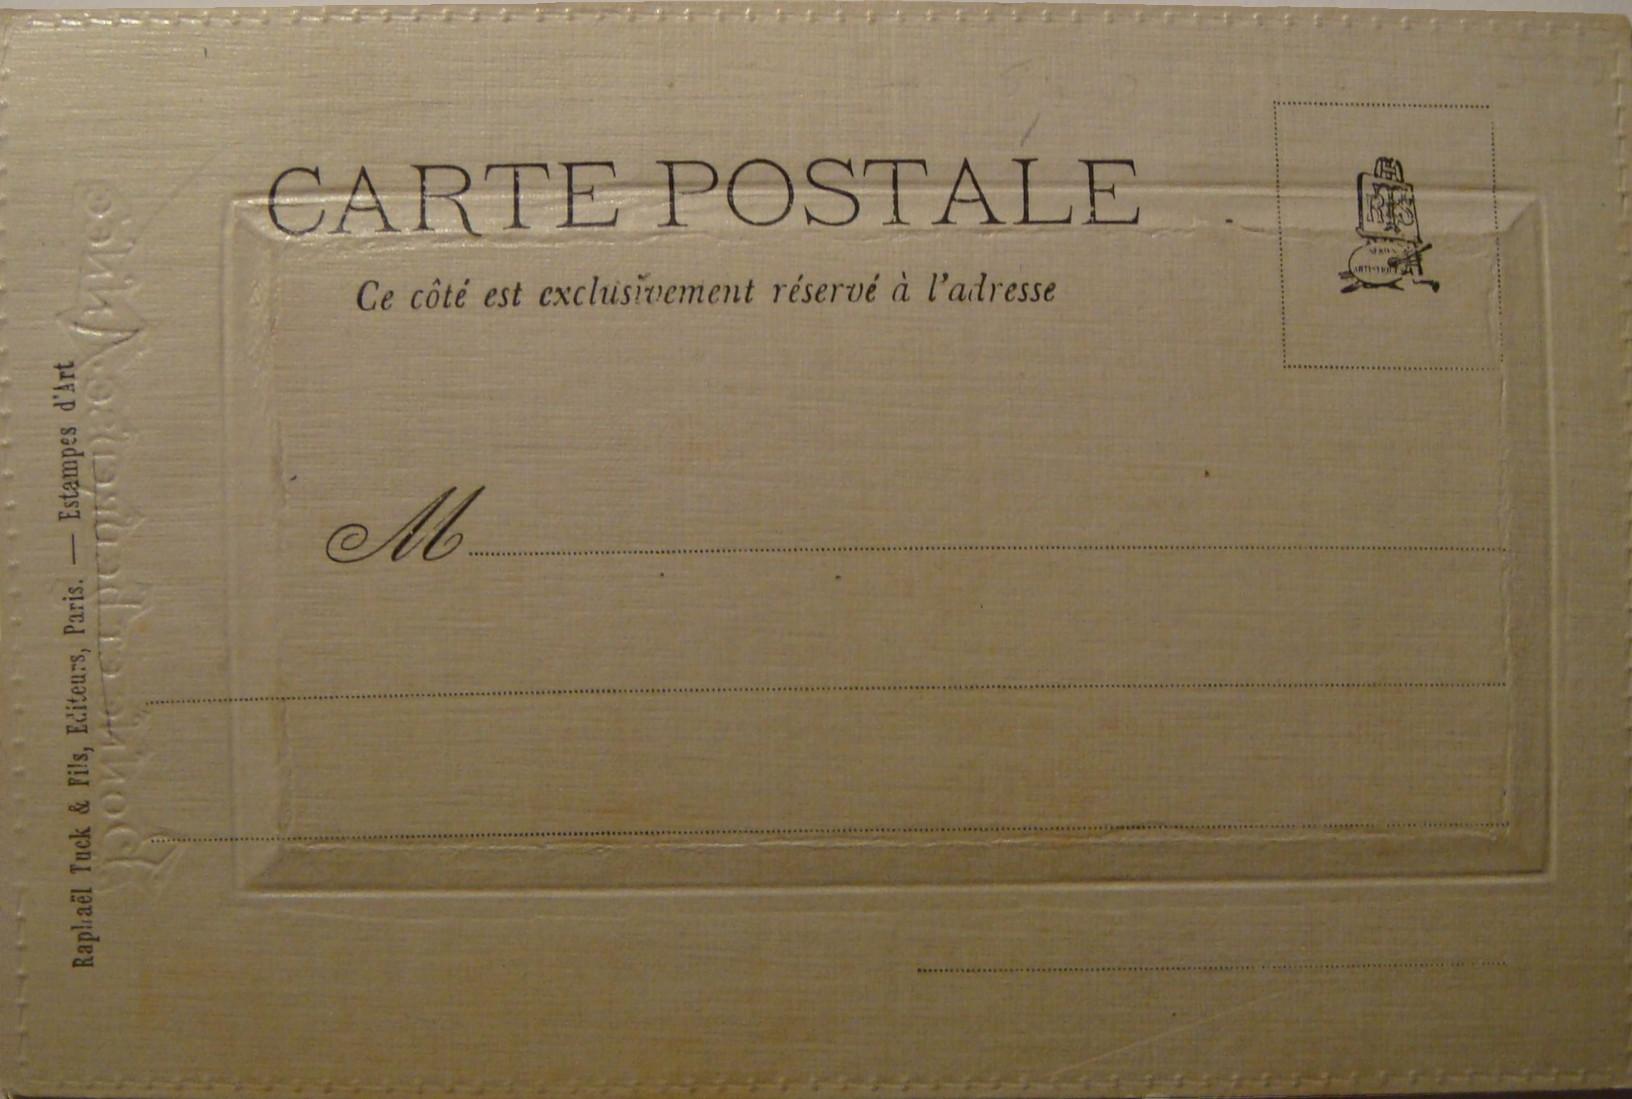 CARTE POSTALE
Ce côté est exclusivement réservé à l'adresse
M
Raphaël Tuck & Fils, Editeurs, Paris. — Estampes d'Art